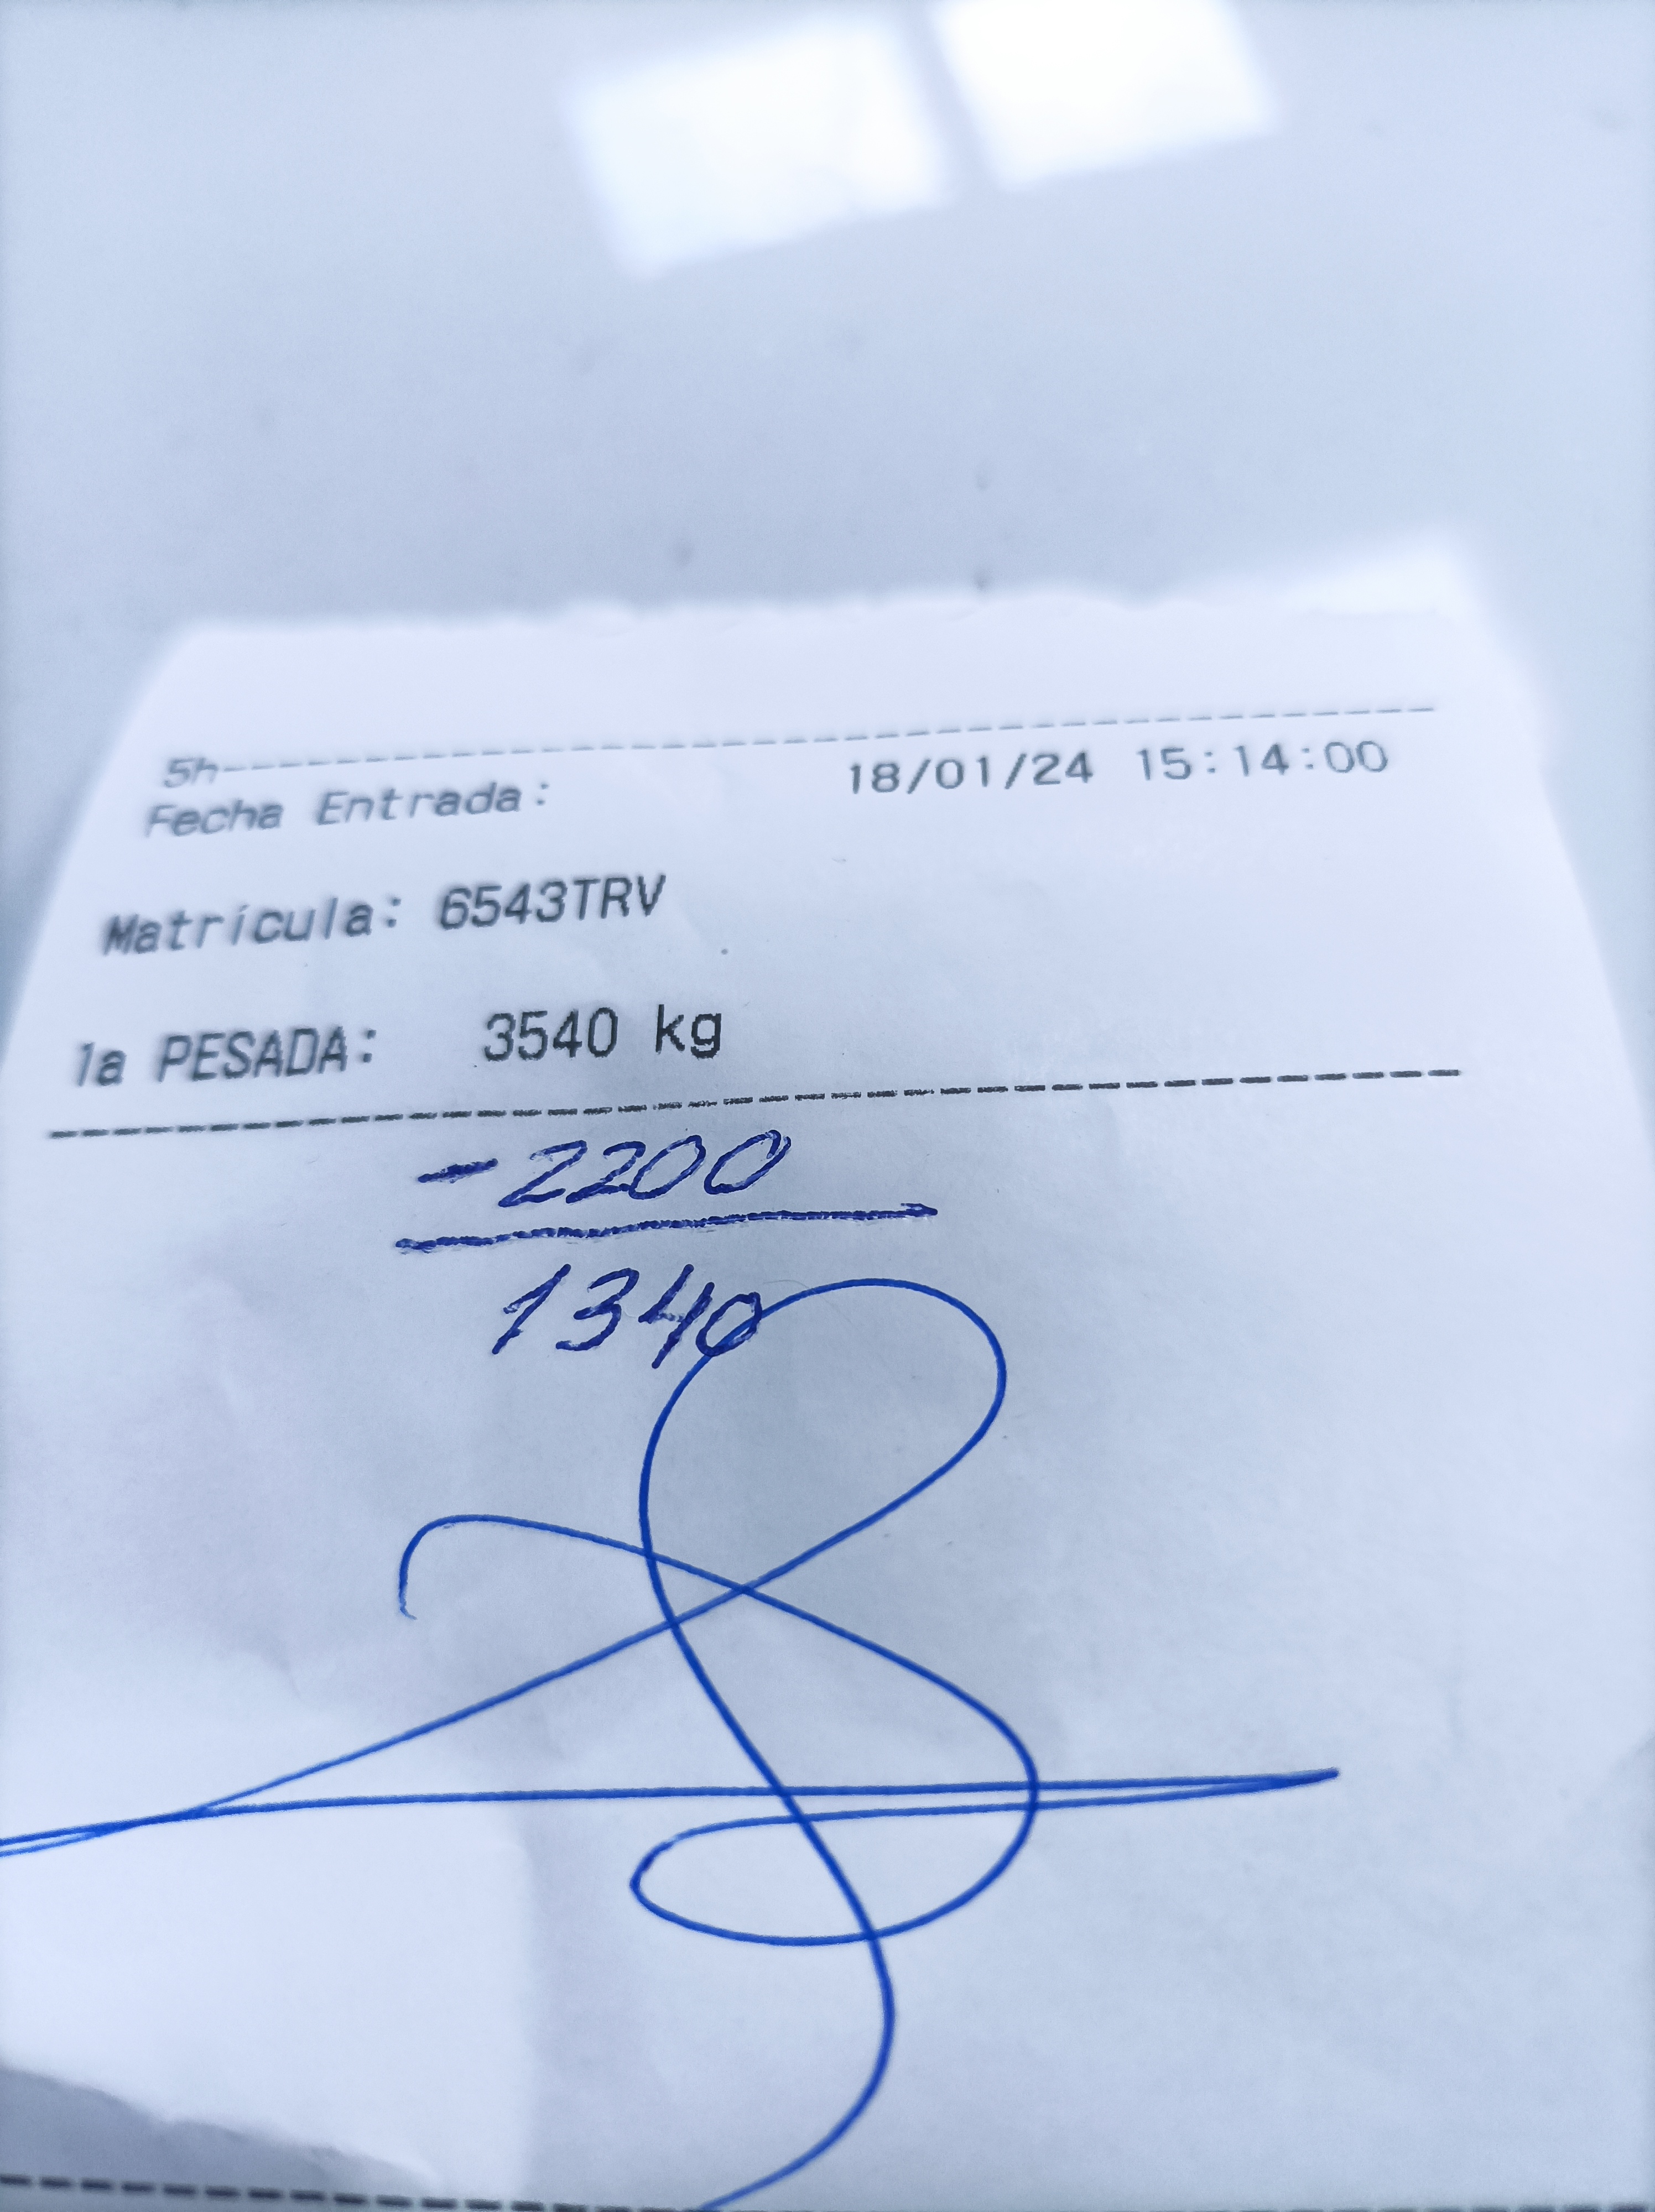 5h
Fecha Entrada: 18/01/24 15:14:00
Matrícula: 6543TRV
1a PESADA: 3540 kg
-2200
1340